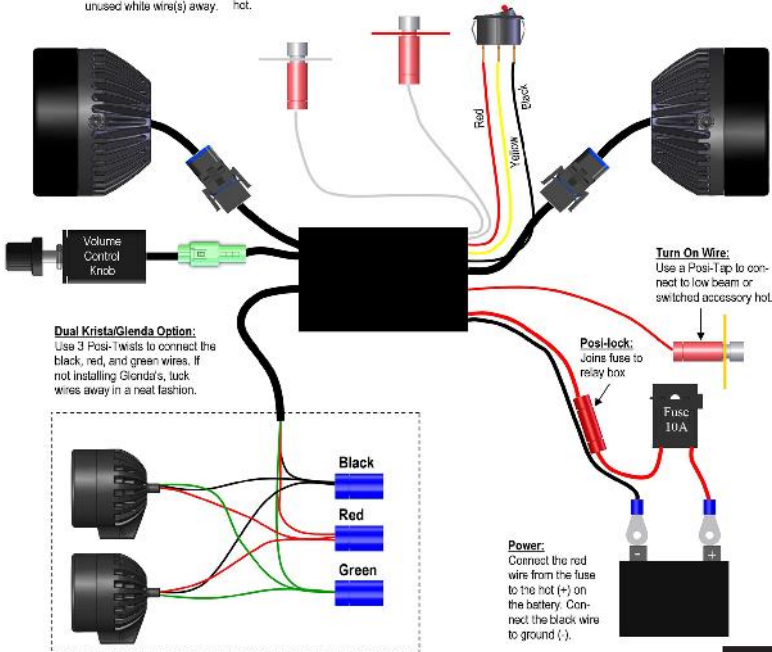 unused white wire(s) away. hot.
Red
Yellow
Black
Volume
Control
Knob
Turn On Wire:
Use a Posi-Tap to con-
nect to low beam or
switched accessory hot.
Dual Krista/Glenda Option:
Use 3 Posi-Twists to connect the
black, red, and green wires. If
not installing Glenda's, tuck
wires away in a neat fashion.
Posi-lock:
Joins fuse to
relay box
Fuse
10A
Black
Red
Green
Power:
Connect the red
wire from the fuse
to the hot (+) on
the battery. Con-
nect the black wire
to ground (-).
- +